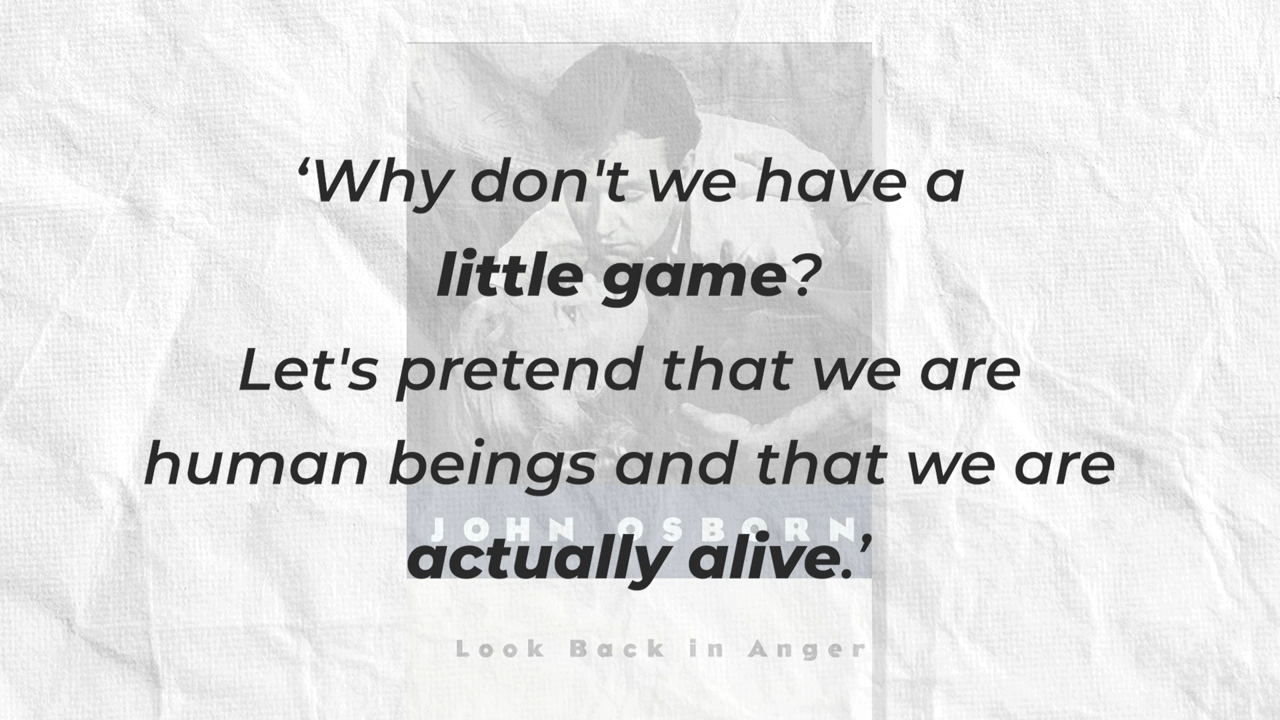 ‘Why don't we have a
little game?
Let's pretend that we are
human beings and that we are
JOHN OSBORN
actually alive.’
Look Back in Anger